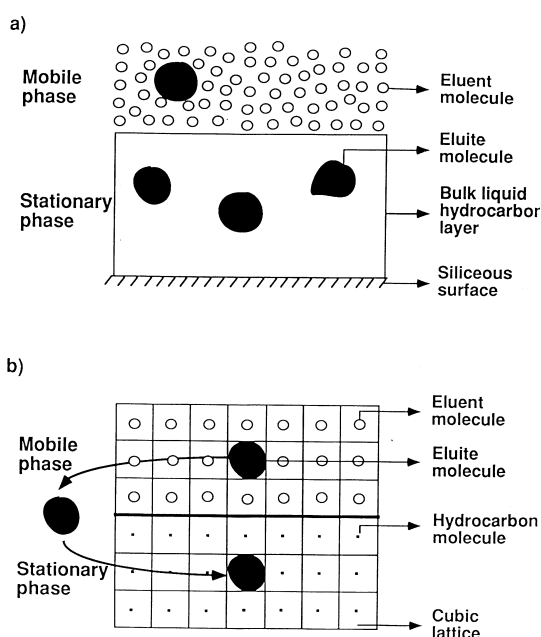 a)
Mobile
phase
Eluent
molecule
Eluite
molecule
Stationary
phase
Bulk liquid
hydrocarbon
layer
Siliceous
surface
b)
Eluent
molecule
Mobile
phase
Eluite
molecule
Hydrocarbon
molecule
Stationary
phase
Cubic
lattice